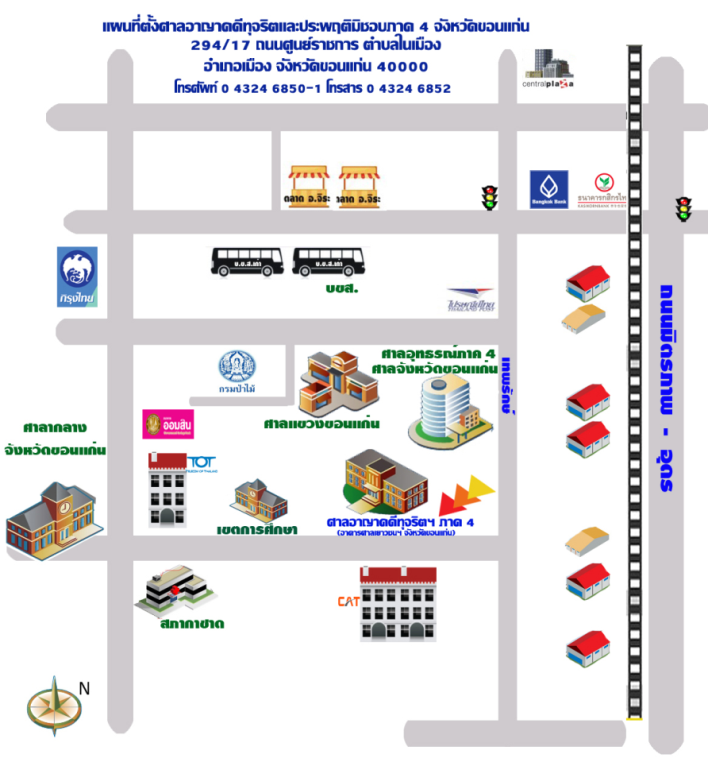 แผนที่ตั้งศาลอาญาคดีทุจริตและประพฤติมิชอบภาค 4 จังหวัดขอนแก่น
294/17 ถนนศูนย์ราชการ ตำบลในเมือง
อำเภอเมือง จังหวัดขอนแก่น 40000
โทรศัพท์ 0 4324 6850-1 โทรสาร 0 4324 6852
centralplaza
ตลาด อ.จิระ
ตลาด อ.จิระ
Bangkok Bank
ธนาคารกสิกรไท
กรุงไทย
บ.ข.ส.เก่า
บ.ข.ส.เก่า
บขส.
ไปรษณีย์ไทย
THAILAND POST
ถนนมิตรภาพ - อุดร
กรมป่าไม้
ศาลอุทธรณ์ภาค 4
ศาลจังหวัดขอนแก่น
ศาลแขวงขอนแก่น
ออมสิน
ศาลากลาง
จังหวัดขอนแก่น
TOT
เขตการศึกษา
ศาลอาญาคดีทุจริตฯ ภาค 4
(อาคารศาลเยาวชนฯ จังหวัดขอนแก่น)
สภากาชาด
CAT
N